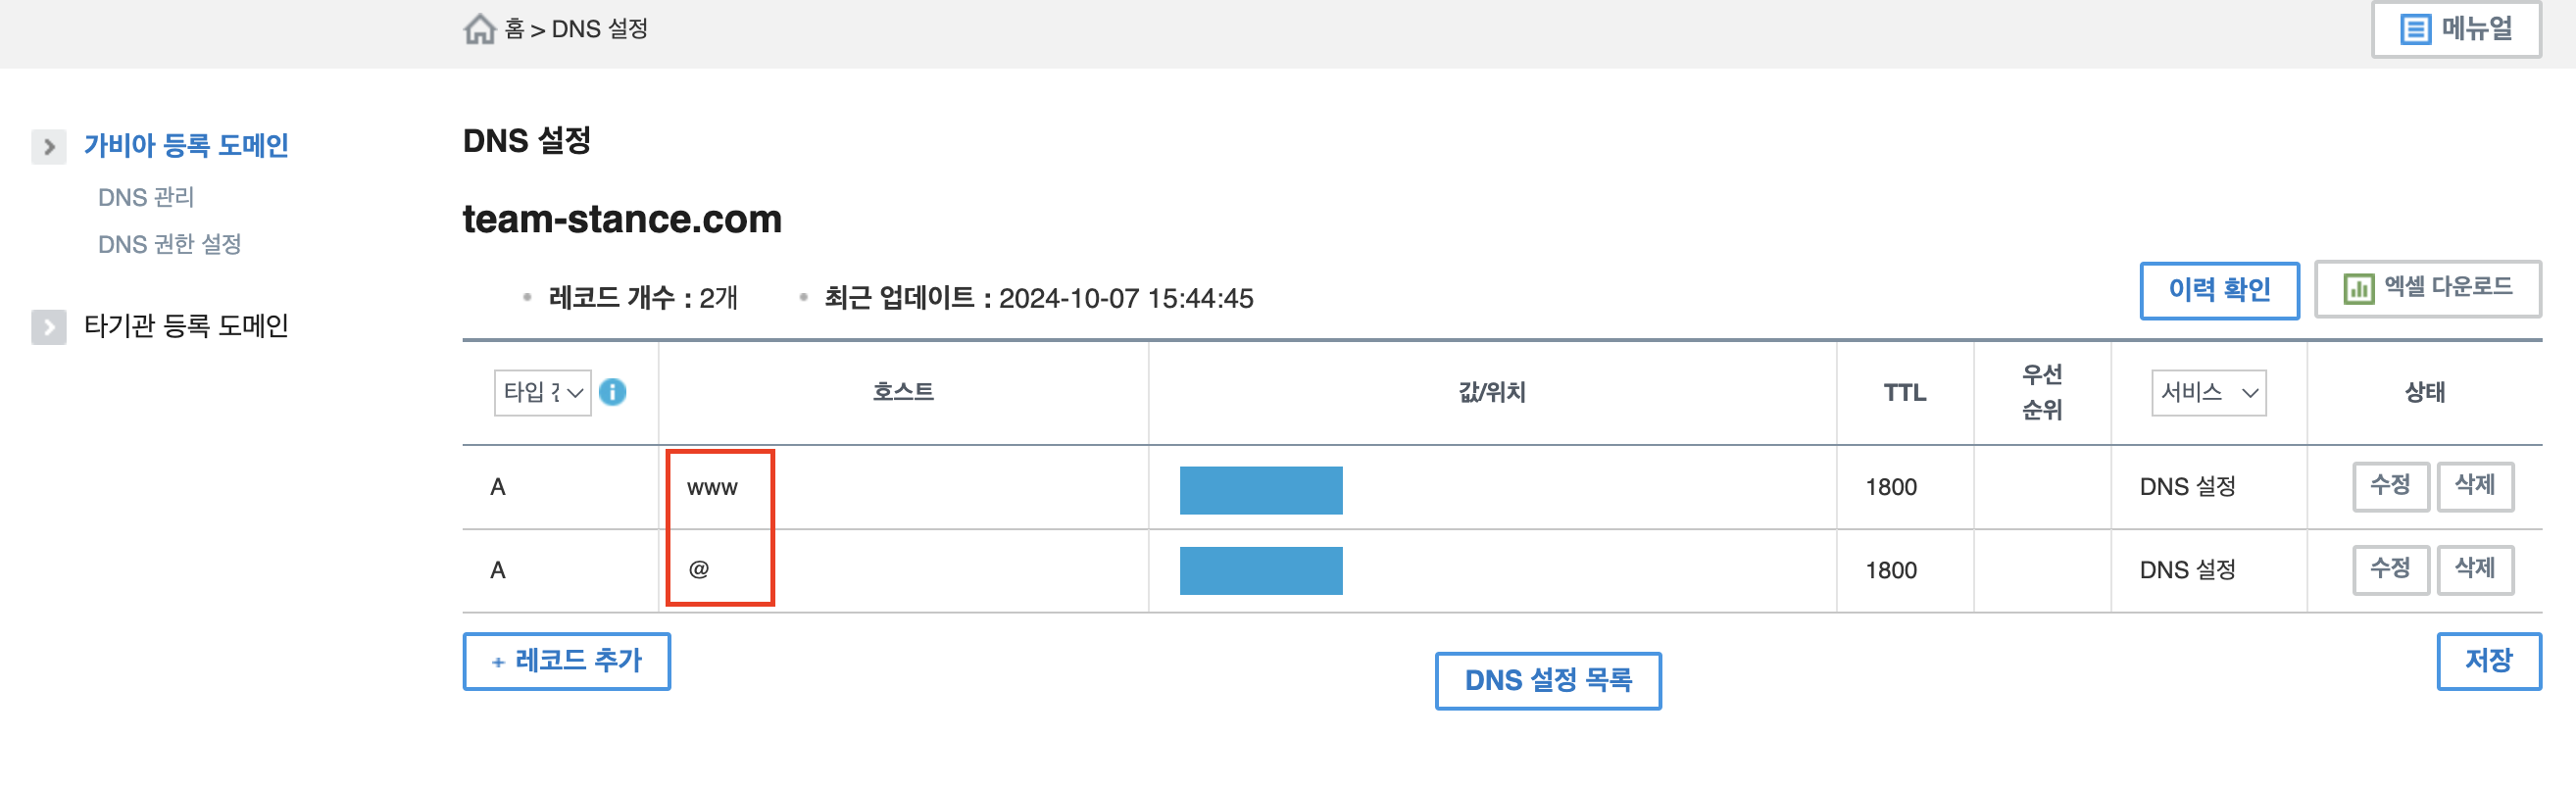 홈 > DNS 설정
메뉴얼
가비아 등록 도메인
DNS 관리
DNS 권한 설정
타기관 등록 도메인
DNS 설정
team-stance.com
레코드 개수 : 2개
최근 업데이트 : 2024-10-07 15:44:45
이력 확인
엑셀 다운로드
타입
호스트
값/위치
TTL
우선
순위
서비스
상태
A www 1800 DNS 설정 수정 삭제
A @ 1800 DNS 설정 수정 삭제
+ 레코드 추가
DNS 설정 목록
저장